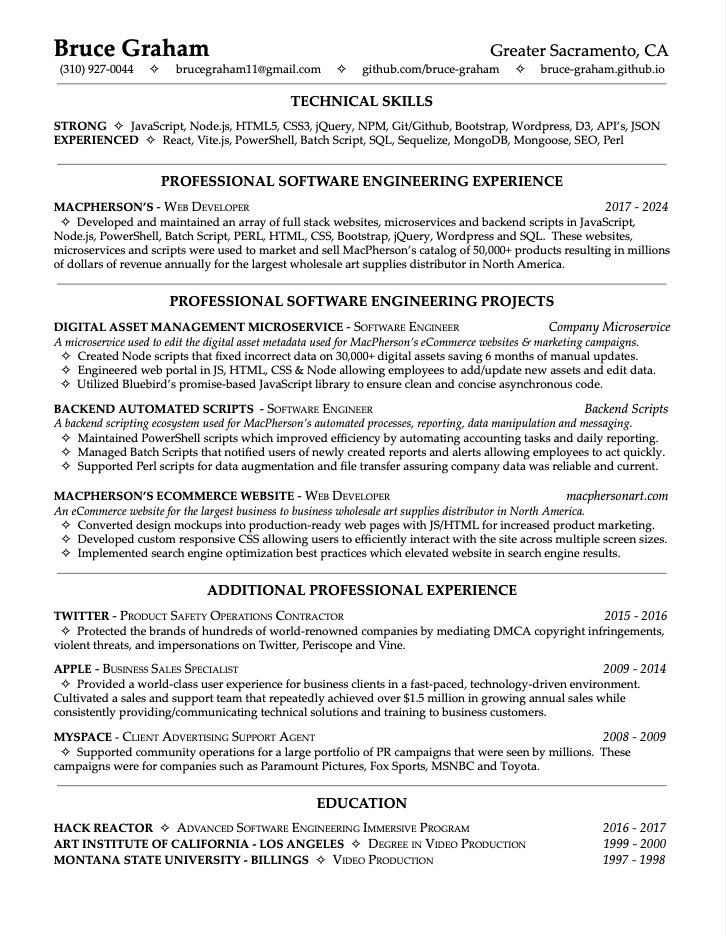 Bruce Graham Greater Sacramento, CA
(310) 927-0044 ✧ brucegraham11@gmail.com ✧ github.com/bruce-graham ✧ bruce-graham.github.io
TECHNICAL SKILLS
STRONG ✧ JavaScript, Node.js, HTML5, CSS3, jQuery, NPM, Git/Github, Bootstrap, Wordpress, D3, API's, JSON
EXPERIENCED ✧ React, Vite.js, PowerShell, Batch Script, SQL, Sequelize, MongoDB, Mongoose, SEO, Perl
PROFESSIONAL SOFTWARE ENGINEERING EXPERIENCE
MACPHERSON'S - Web Developer 2017 - 2024
✧ Developed and maintained an array of full stack websites, microservices and backend scripts in JavaScript,
Node.js, PowerShell, Batch Script, PERL, HTML, CSS, Bootstrap, jQuery, Wordpress and SQL. These websites,
microservices and scripts were used to market and sell MacPherson's catalog of 50,000+ products resulting in millions
of dollars of revenue annually for the largest wholesale art supplies distributor in North America.
PROFESSIONAL SOFTWARE ENGINEERING PROJECTS
DIGITAL ASSET MANAGEMENT MICROSERVICE - Software Engineer Company Microservice
A microservice used to edit the digital asset metadata used for MacPherson's eCommerce websites & marketing campaigns.
✧ Created Node scripts that fixed incorrect data on 30,000+ digital assets saving 6 months of manual updates.
✧ Engineered web portal in JS, HTML, CSS & Node allowing employees to add/update new assets and edit data.
✧ Utilized Bluebird's promise-based JavaScript library to ensure clean and concise asynchronous code.
BACKEND AUTOMATED SCRIPTS - Software Engineer Backend Scripts
A backend scripting ecosystem used for MacPherson's automated processes, reporting, data manipulation and messaging.
✧ Maintained PowerShell scripts which improved efficiency by automating accounting tasks and daily reporting.
✧ Managed Batch Scripts that notified users of newly created reports and alerts allowing employees to act quickly.
✧ Supported Perl scripts for data augmentation and file transfer assuring company data was reliable and current.
MACPHERSON'S ECOMMERCE WEBSITE - Web Developer macphersonart.com
An eCommerce website for the largest business to business wholesale art supplies distributor in North America.
✧ Converted design mockups into production-ready web pages with JS/HTML for increased product marketing.
✧ Developed custom responsive CSS allowing users to efficiently interact with the site across multiple screen sizes.
✧ Implemented search engine optimization best practices which elevated website in search engine results.
ADDITIONAL PROFESSIONAL EXPERIENCE
TWITTER - Product Safety Operations Contractor 2015 - 2016
✧ Protected the brands of hundreds of world-renowned companies by mediating DMCA copyright infringements,
violent threats, and impersonations on Twitter, Periscope and Vine.
APPLE - Business Sales Specialist 2009 - 2014
✧ Provided a world-class user experience for business clients in a fast-paced, technology-driven environment.
Cultivated a sales and support team that repeatedly achieved over $1.5 million in growing annual sales while
consistently providing/communicating technical solutions and training to business customers.
MYSPACE - Client Advertising Support Agent 2008 - 2009
✧ Supported community operations for a large portfolio of PR campaigns that were seen by millions. These
campaigns were for companies such as Paramount Pictures, Fox Sports, MSNBC and Toyota.
EDUCATION
HACK REACTOR ✧ Advanced Software Engineering Immersive Program 2016 - 2017
ART INSTITUTE OF CALIFORNIA - LOS ANGELES ✧ Degree in Video Production 1999 - 2000
MONTANA STATE UNIVERSITY - BILLINGS ✧ Video Production 1997 - 1998